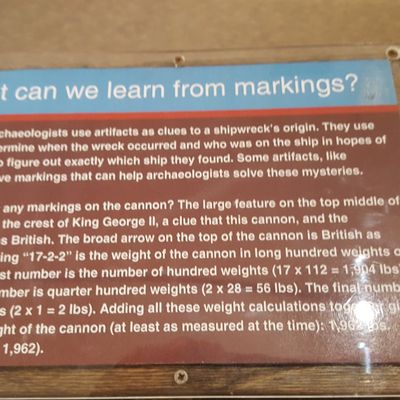 t can we learn from markings?
chaeologists use artifacts as clues to a shipwreck's origin. They use
ermine when the wreck occurred and who was on the ship in hopes of
o figure out exactly which ship they found. Some artifacts, like
ve markings that can help archaeologists solve these mysteries.
any markings on the cannon? The large feature on the top middle of
the crest of King George II, a clue that this cannon, and the
s British. The broad arrow on the top of the cannon is British as
ing "17-2-2" is the weight of the cannon in long hundred weights o
st number is the number of hundred weights (17 x 112 = 1,904 lbs
mber is quarter hundred weights (2 x 28 = 56 lbs). The final numb
s (2 x 1 = 2 lbs). Adding all these weight calculations together gi
ght of the cannon (at least as measured at the time): 1,962 lbs.
1,962).